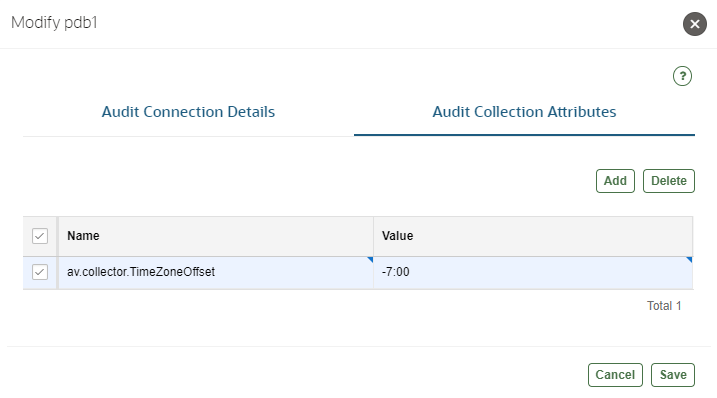 Modify pdb1
?
Audit Connection Details Audit Collection Attributes
Add Delete
Name Value
av.collector.TimeZoneOffset -7:00
Total 1
Cancel Save